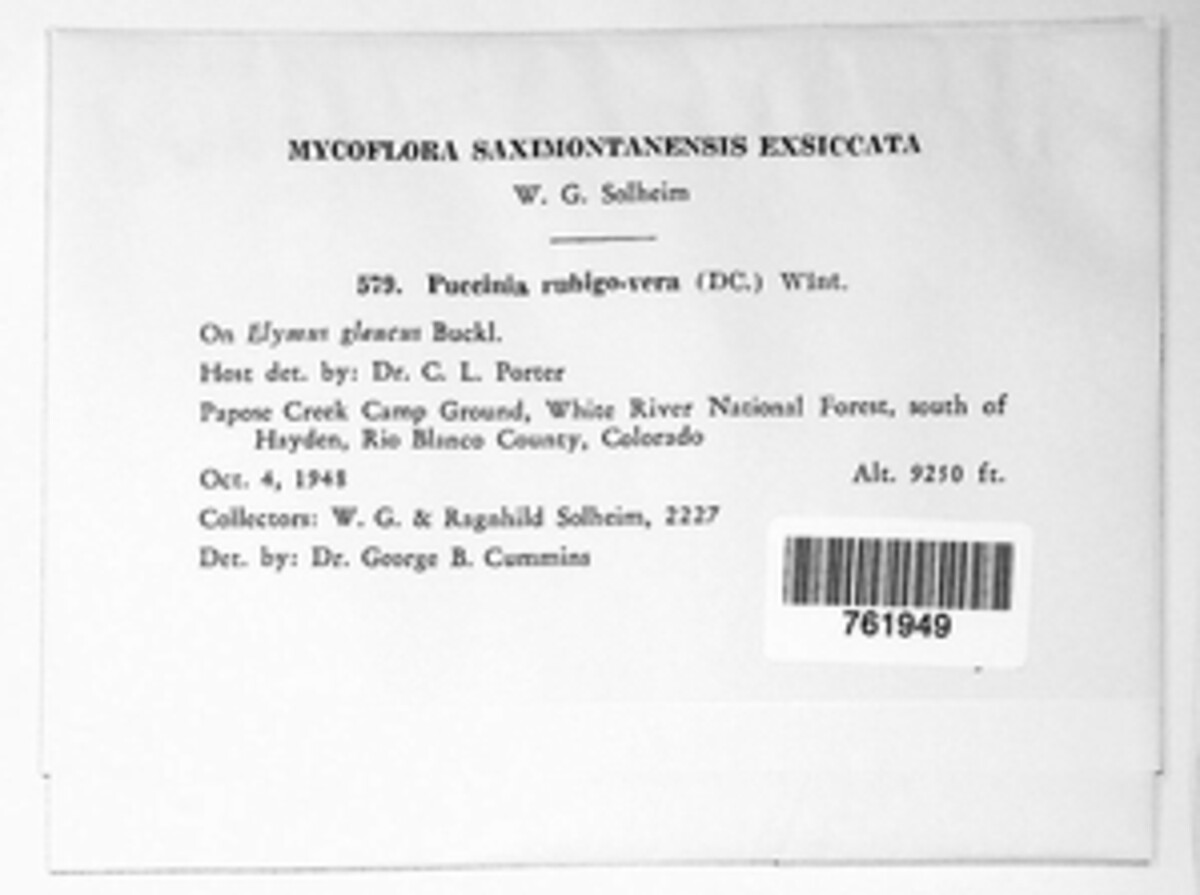 MYCOFLORA SAXIMONTANENSIS EXSICCATA
W. G. Solheim
579. Puccinia rubigo-vera (DC.) Wint.
On Elymus glaucus Buckl.
Host det. by: Dr. C. L. Porter
Papose Creek Camp Ground, White River National Forest, south of
Hayden, Rio Blanco County, Colorado
Oct. 4, 1948 Alt. 9250 ft.
Collectors: W. G. & Ragnhild Solheim, 2227
Det. by: Dr. George B. Cummins
761949